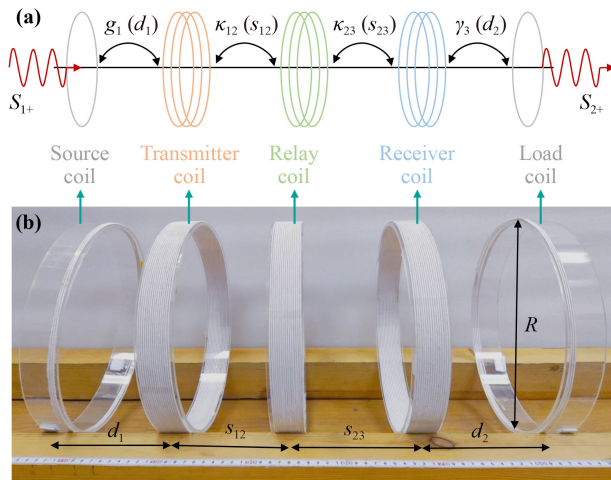 (a)
g₁ (d₁) κ₁₂ (s₁₂) κ₂₃ (s₂₃) γ₃ (d₂)
S₁₊ S₂₊
Source Transmitter Relay Receiver Load
coil coil coil coil coil
(b)
R
d₁ s₁₂ s₂₃ d₂